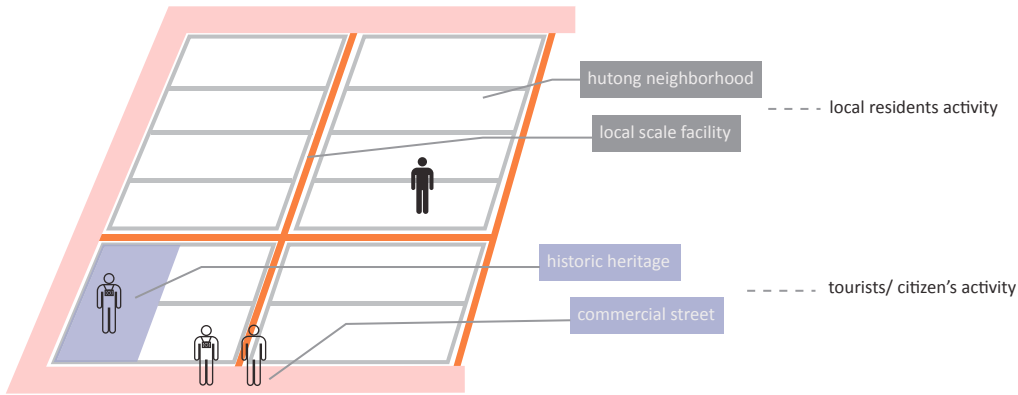 hutong neighborhood
local residents activity
local scale facility
historic heritage
tourists/ citizen's activity
commercial street